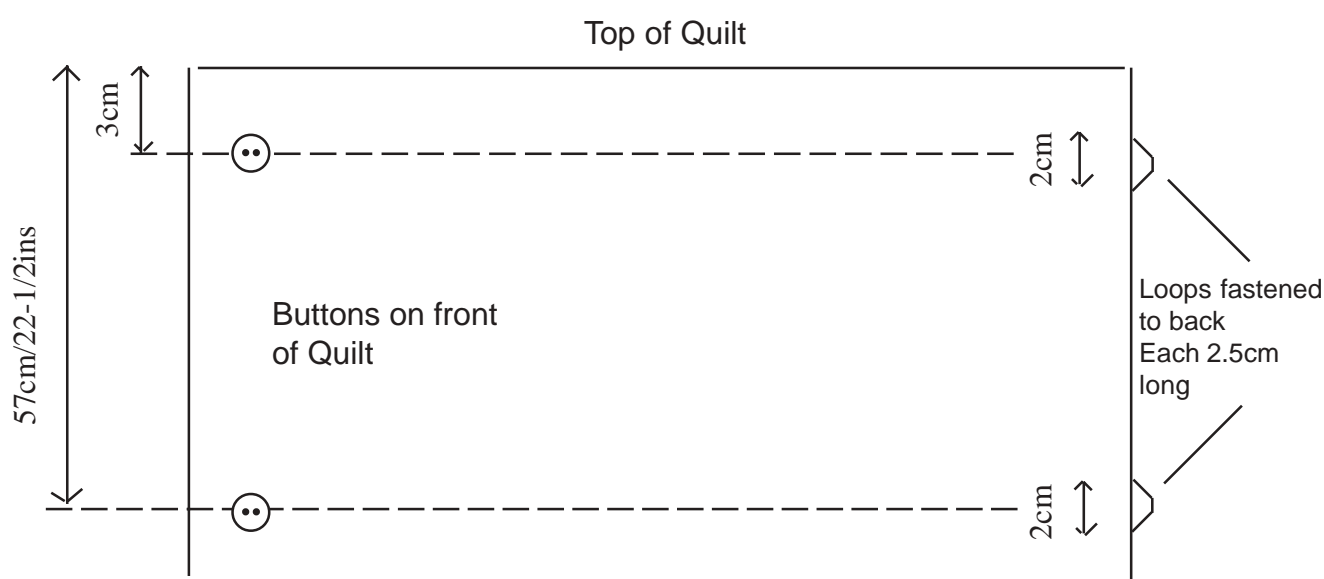 Top of Quilt
3cm
2cm
57cm/22-1/2ins
Buttons on front
of Quilt
Loops fastened
to back
Each 2.5cm
long
2cm